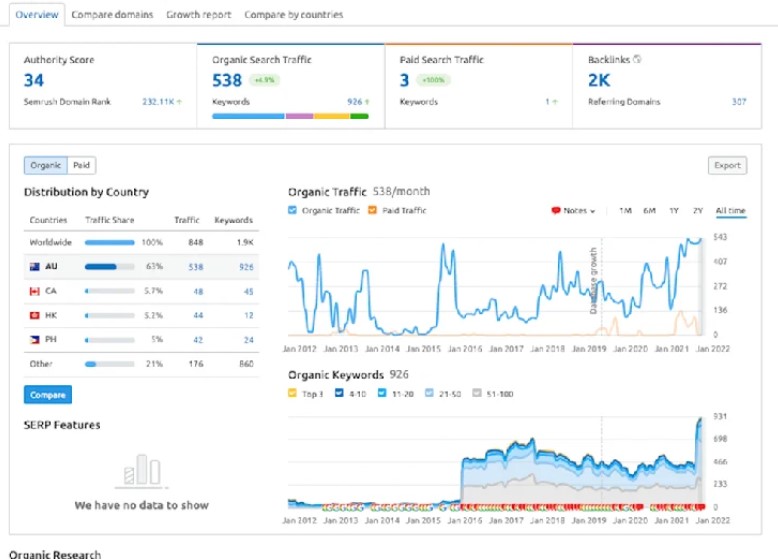 Overview Compare domains Growth report Compare by countries
Authority Score
34
Semrush Domain Rank 232.11K ↑
Organic Search Traffic
538 +4.9%
Keywords 926 ↑
Paid Search Traffic
3 +100%
Keywords 1 ↑
Backlinks
2K
Referring Domains 307
Organic Paid
Export
Distribution by Country
Countries Traffic Share Traffic Keywords
Worldwide 100% 848 1.9K
AU 63% 538 926
CA 5.7% 48 45
HK 5.2% 44 12
PH 5% 42 24
Other 21% 176 860
Compare
SERP Features
We have no data to show
Organic Traffic 538/month
Organic Traffic Paid Traffic
Notes 1M 6M 1Y 2Y All time
543
407
272
136
0
Database growth
Jan 2012 Jan 2013 Jan 2014 Jan 2015 Jan 2016 Jan 2017 Jan 2018 Jan 2019 Jan 2020 Jan 2021 Jan 2022
Organic Keywords 926
Top 3 4-10 11-20 21-50 51-100
931
698
466
233
0
Jan 2012 Jan 2013 Jan 2014 Jan 2015 Jan 2016 Jan 2017 Jan 2018 Jan 2019 Jan 2020 Jan 2021 Jan 2022
Organic Research